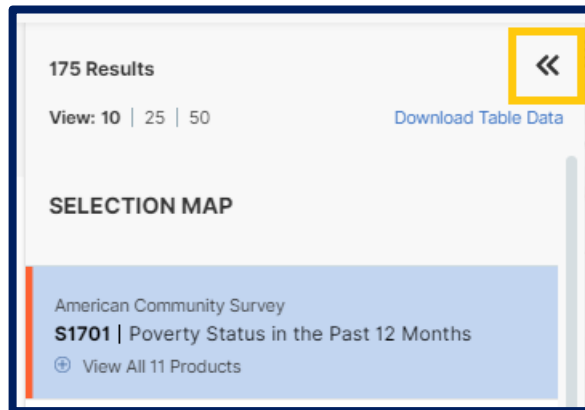 175 Results
View: 10 | 25 | 50
Download Table Data
SELECTION MAP
American Community Survey
S1701 | Poverty Status in the Past 12 Months
View All 11 Products